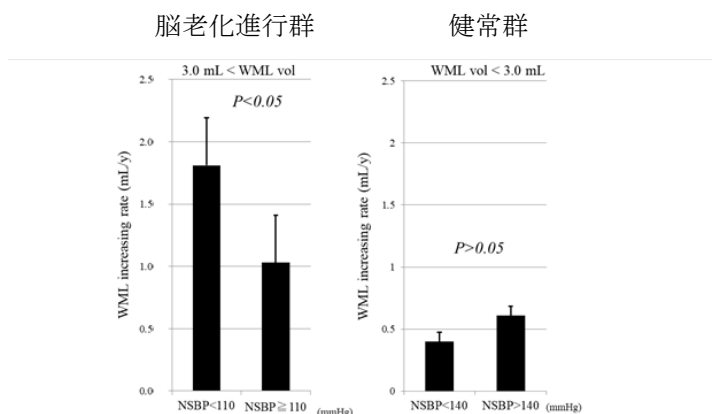 脳老化進行群
健常群
3.0 mL < WML vol
P<0.05
WML increasing rate (mL/y)
2.5
2.0
1.5
1.0
0.5
0.0
NSBP<110 NSBP≧110 (mmHg)
WML vol < 3.0 mL
P>0.05
WML increasing rate (mL/y)
2.5
2
1.5
1
0.5
0
NSBP<140 NSBP>140 (mmHg)